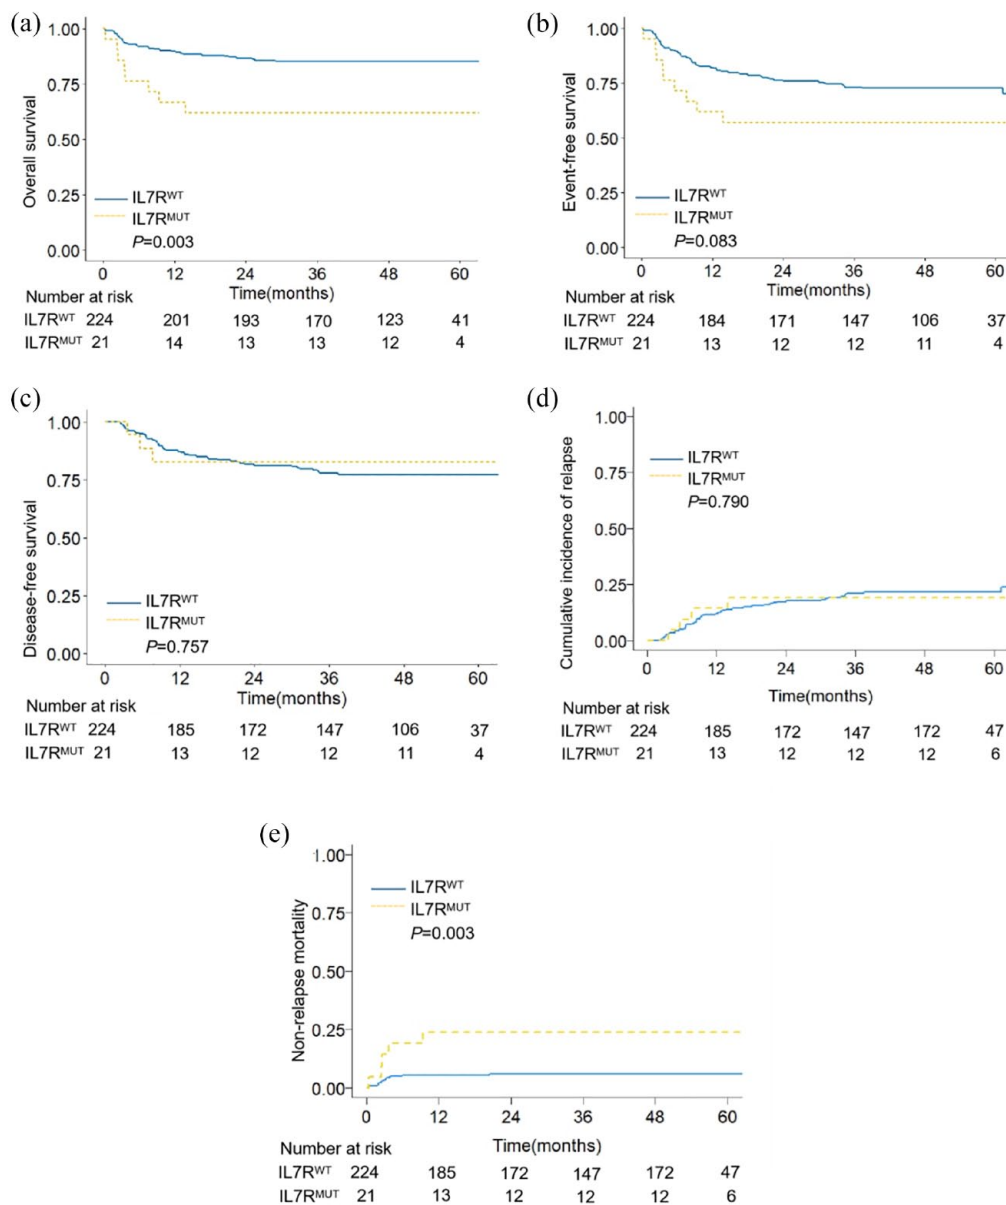 (a)
Overall survival
1.00
0.75
0.50
0.25
0.00
IL7RWT
IL7RMUT
P=0.003
0 12 24 36 48 60
Time(months)
Number at risk
IL7RWT 224 201 193 170 123 41
IL7RMUT 21 14 13 13 12 4
(b)
Event-free survival
1.00
0.75
0.50
0.25
0.00
IL7RWT
IL7RMUT
P=0.083
0 12 24 36 48 60
Time(months)
Number at risk
IL7RWT 224 184 171 147 106 37
IL7RMUT 21 13 12 12 11 4
(c)
Disease-free survival
1.00
0.75
0.50
0.25
0.00
IL7RWT
IL7RMUT
P=0.757
0 12 24 36 48 60
Time(months)
Number at risk
IL7RWT 224 185 172 147 106 37
IL7RMUT 21 13 12 12 11 4
(d)
Cumulative incidence of relapse
1.00
0.75
0.50
0.25
0.00
IL7RWT
IL7RMUT
P=0.790
0 12 24 36 48 60
Time(months)
Number at risk
IL7RWT 224 185 172 147 172 47
IL7RMUT 21 13 12 12 12 6
(e)
Non-relapse mortality
1.00
0.75
0.50
0.25
0.00
IL7RWT
IL7RMUT
P=0.003
0 12 24 36 48 60
Time(months)
Number at risk
IL7RWT 224 185 172 147 172 47
IL7RMUT 21 13 12 12 12 6